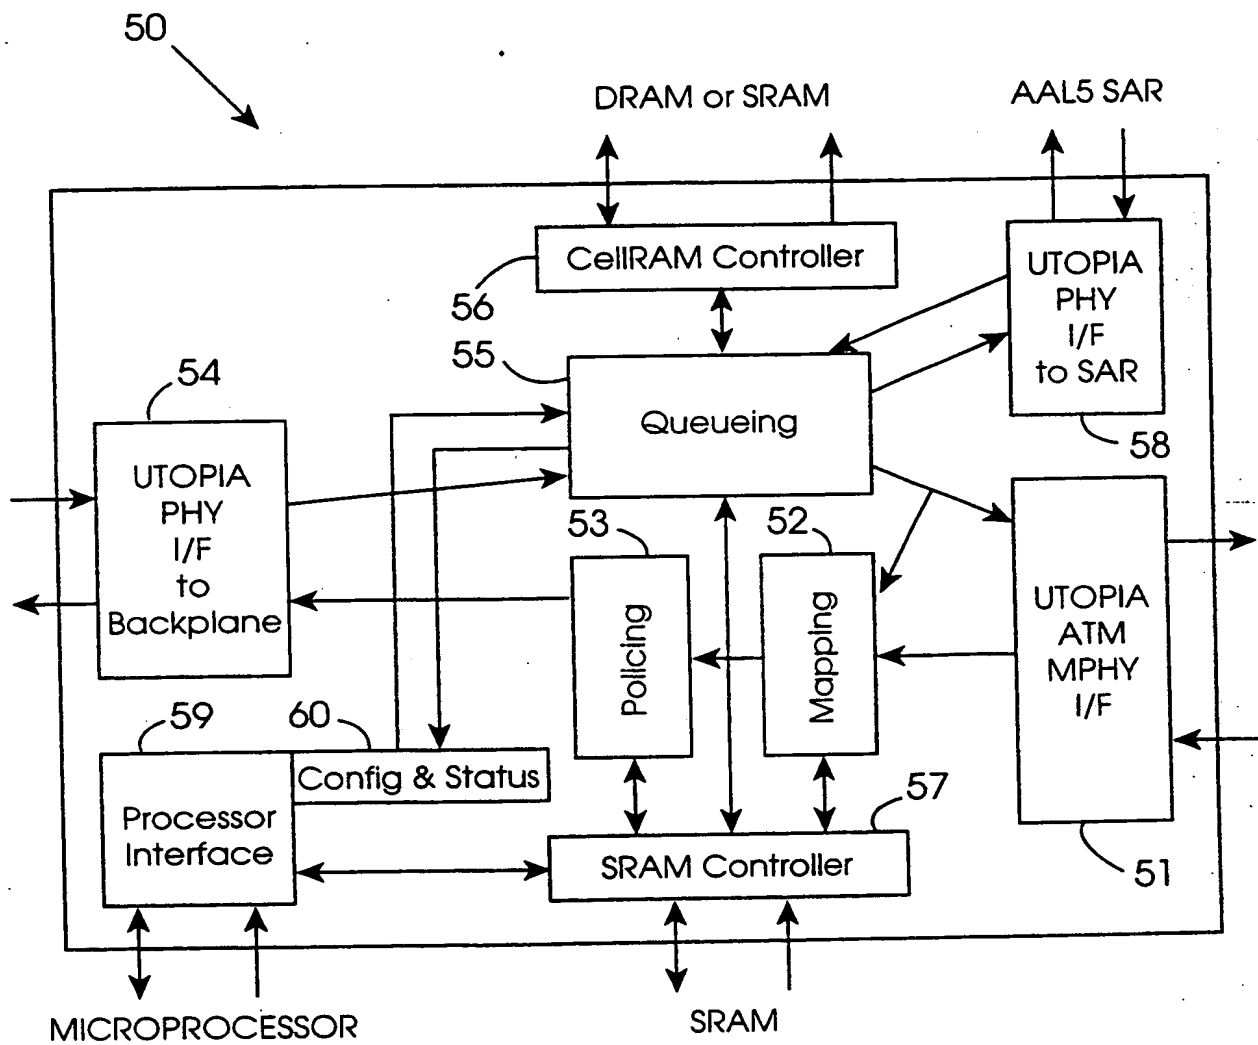 50
DRAM or SRAM
AAL5 SAR
CellRAM Controller
56
UTOPIA
PHY
I/F
to SAR
58
55
Queueing
54
UTOPIA
PHY
I/F
to
Backplane
53
Policing
52
Mapping
UTOPIA
ATM
MPHY
I/F
51
59
60
Config & Status
Processor
Interface
57
SRAM Controller
MICROPROCESSOR
SRAM